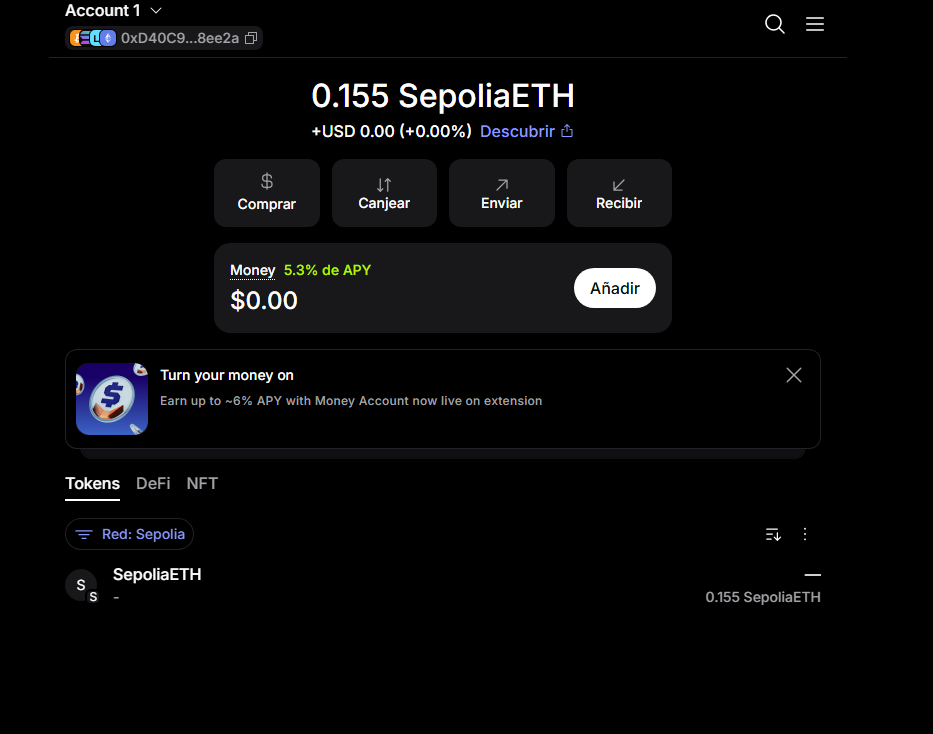 Account 1
0xD40C9...8ee2a
0.155 SepoliaETH
+USD 0.00 (+0.00%) Descubrir
Comprar
Canjear
Enviar
Recibir
Money 5.3% de APY
$0.00
Añadir
Turn your money on
Earn up to ~6% APY with Money Account now live on extension
Tokens DeFi NFT
Red: Sepolia
S
S
SepoliaETH
-
—
0.155 SepoliaETH